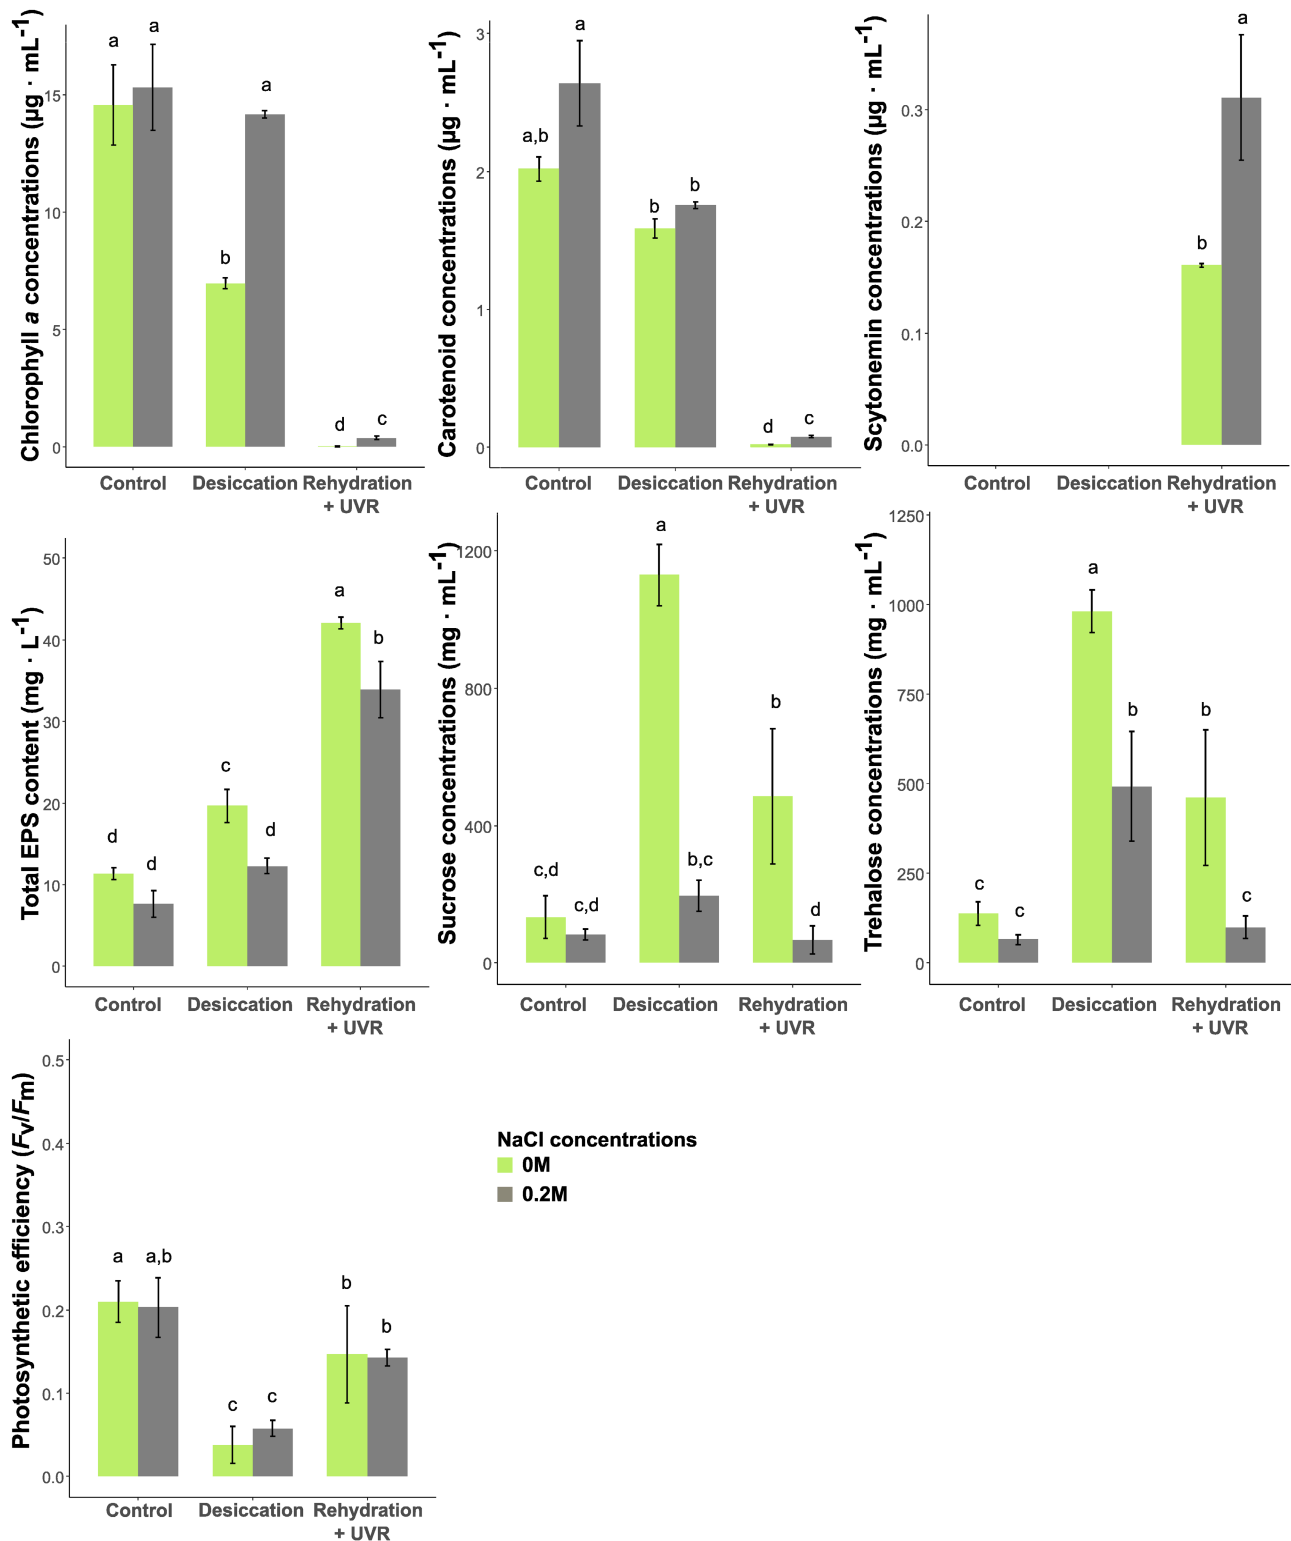 Chlorophyll a concentrations (µg · mL-1)
15
10
5
0
a
a
b
a
d
c
Control
Desiccation
Rehydration
+ UVR
Carotenoid concentrations (µg · mL-1)
3
2
1
0
a,b
a
b
b
d
c
Control
Desiccation
Rehydration
+ UVR
Scytonemin concentrations (µg · mL-1)
0.3
0.2
0.1
0.0
b
a
Control
Desiccation
Rehydration
+ UVR
Total EPS content (mg · L-1)
50
40
30
20
10
0
d
d
c
d
a
b
Control
Desiccation
Rehydration
+ UVR
Sucrose concentrations (mg · mL-1)
1200
800
400
0
c,d
c,d
a
b,c
b
d
Control
Desiccation
Rehydration
+ UVR
Trehalose concentrations (mg · mL-1)
1250
1000
750
500
250
0
c
c
a
b
b
c
Control
Desiccation
Rehydration
+ UVR
Photosynthetic efficiency (Fv/Fm)
0.5
0.4
0.3
0.2
0.1
0.0
a
a,b
c
c
b
b
Control
Desiccation
Rehydration
+ UVR
NaCl concentrations
0M
0.2M